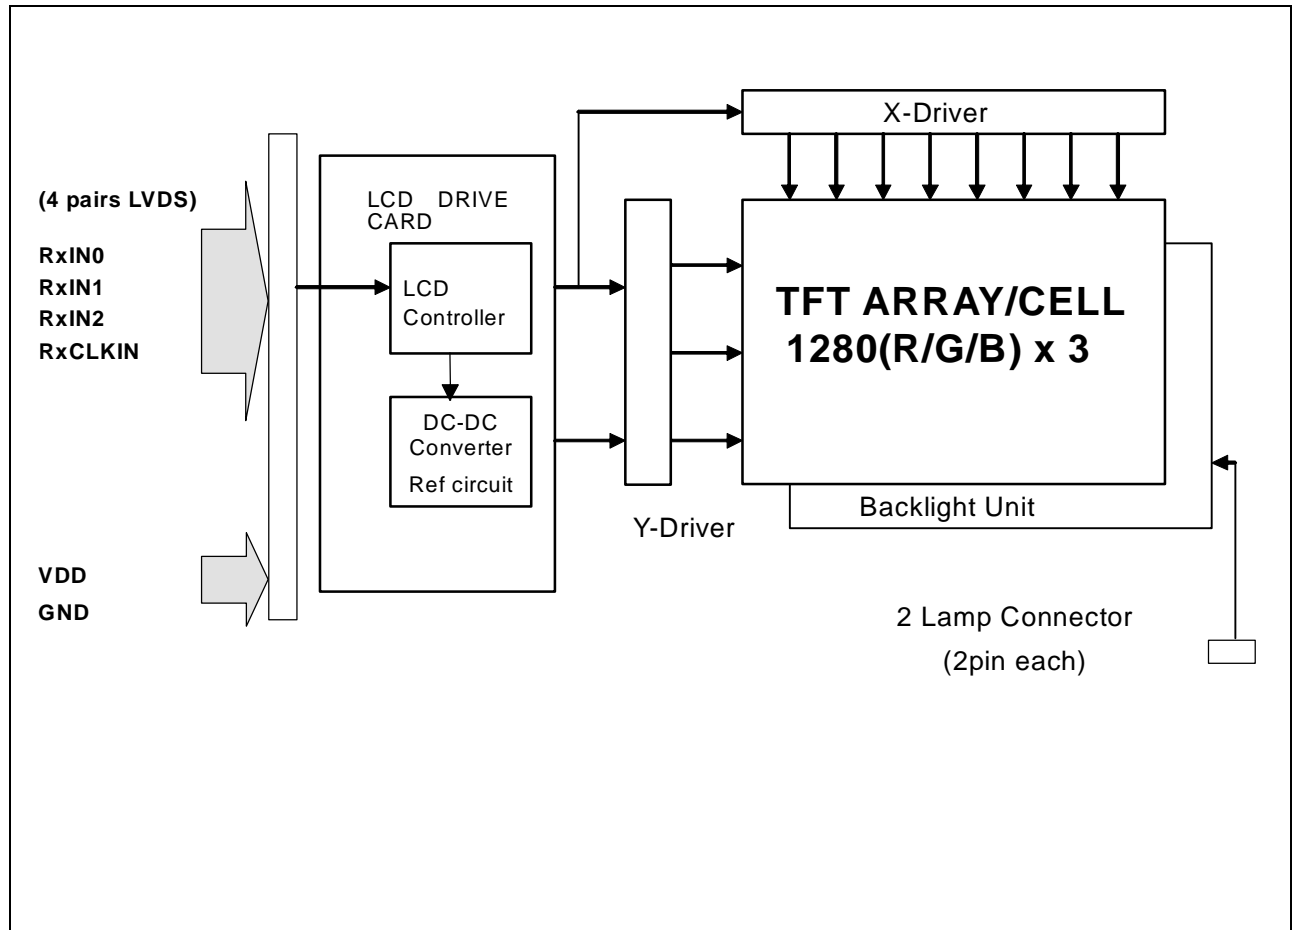 X-Driver
(4 pairs LVDS)
LCD DRIVE
CARD
RxIN0
RxIN1
RxIN2
RxCLKIN
LCD
Controller
TFT ARRAY/CELL
1280(R/G/B) x 3
DC-DC
Converter
Ref circuit
Y-Driver
Backlight Unit
VDD
GND
2 Lamp Connector
(2pin each)